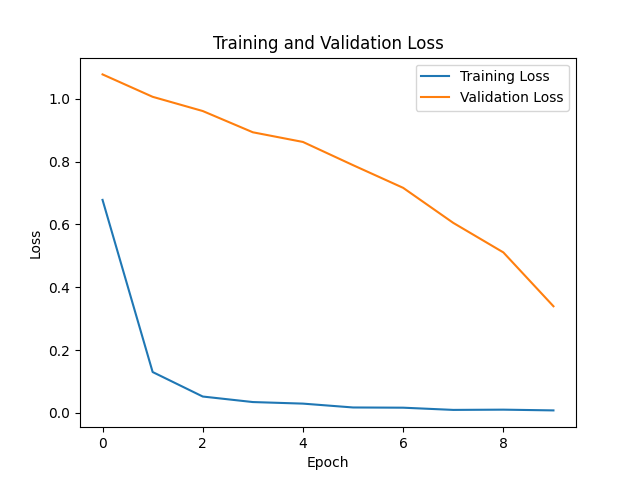 Training and Validation Loss
Training Loss
Validation Loss
1.0
0.8
0.6
0.4
0.2
0.0
Loss
0 2 4 6 8
Epoch